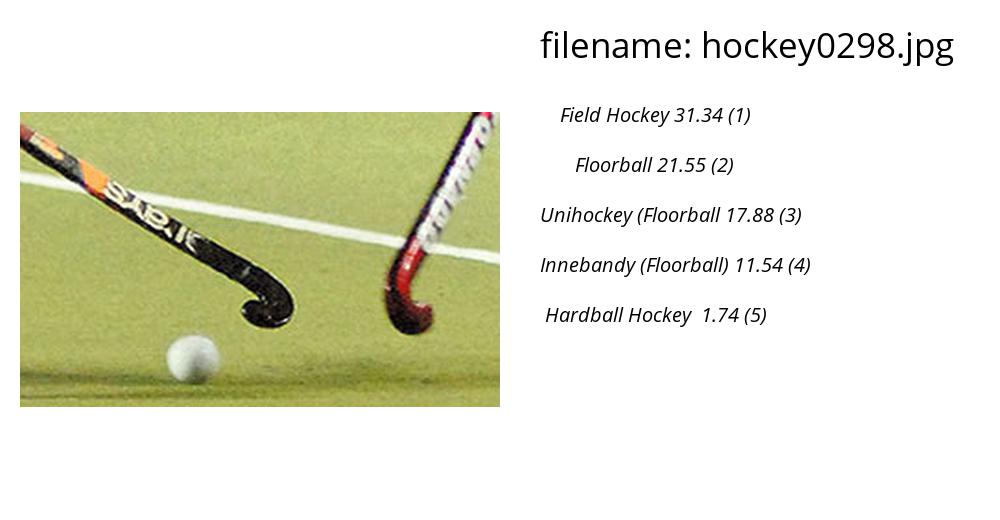 filename: hockey0298.jpg
Field Hockey 31.34 (1)
Floorball 21.55 (2)
Unihockey (Floorball 17.88 (3)
Innebandy (Floorball) 11.54 (4)
Hardball Hockey  1.74 (5)